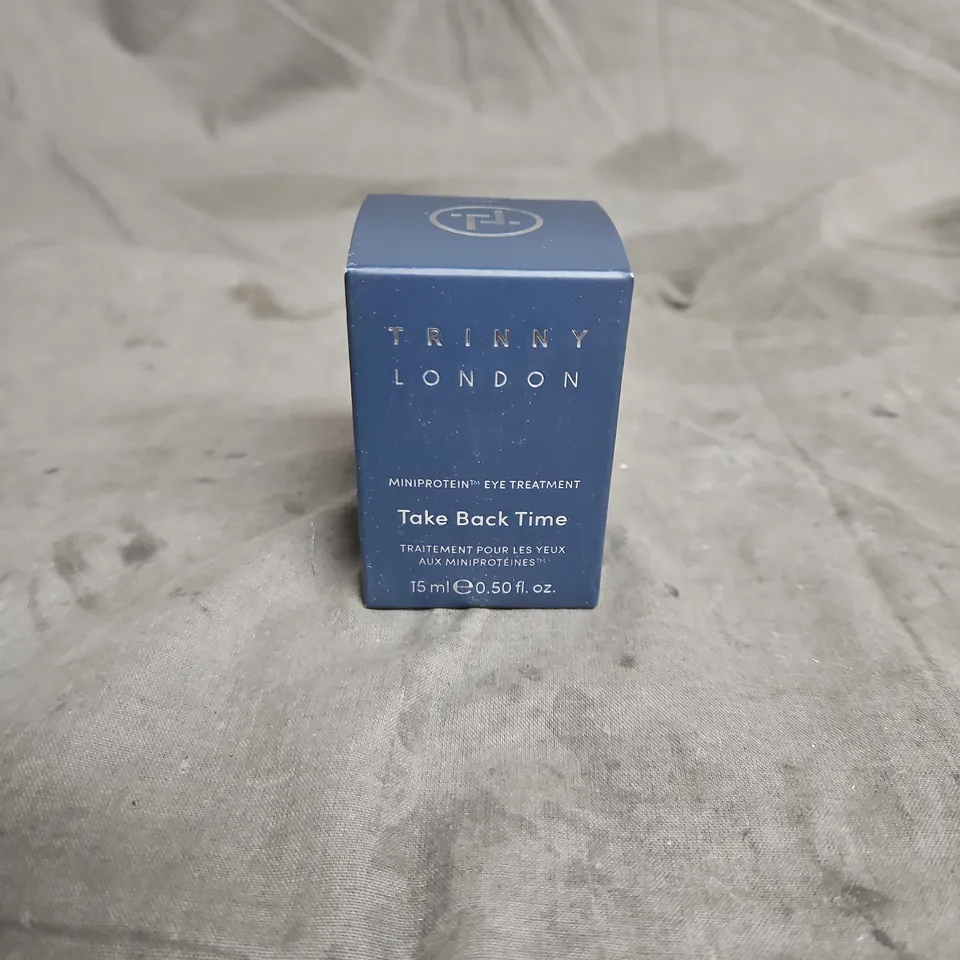 TRINNY
LONDON
MINIPROTEIN™ EYE TREATMENT
Take Back Time
TRAITEMENT POUR LES YEUX
AUX MINIPROTÉINES™
15 ml ℮ 0.50 fl. oz.